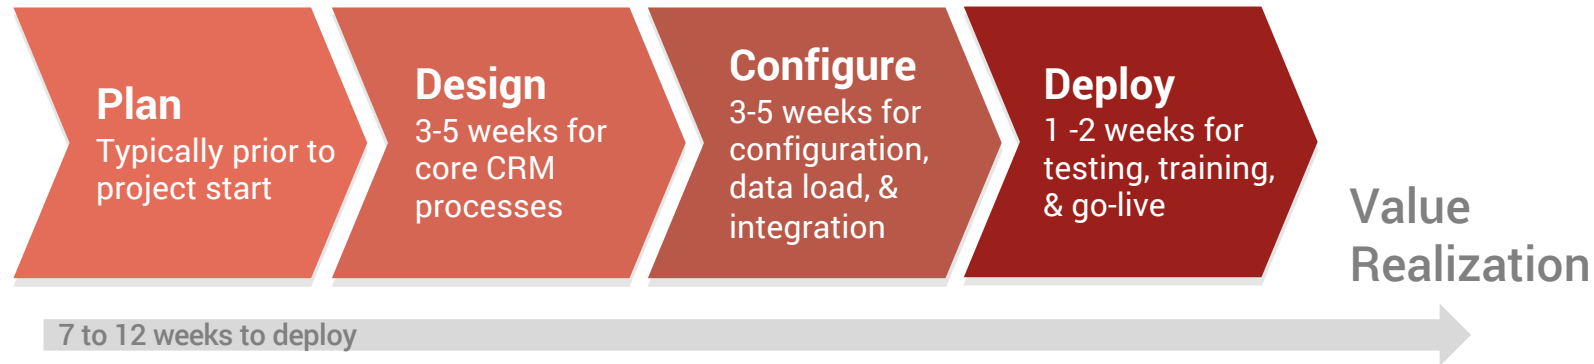 Plan
Typically prior to
project start
Design
3-5 weeks for
core CRM
processes
Configure
3-5 weeks for
configuration,
data load, &
integration
Deploy
1 -2 weeks for
testing, training,
& go-live
Value
Realization
7 to 12 weeks to deploy